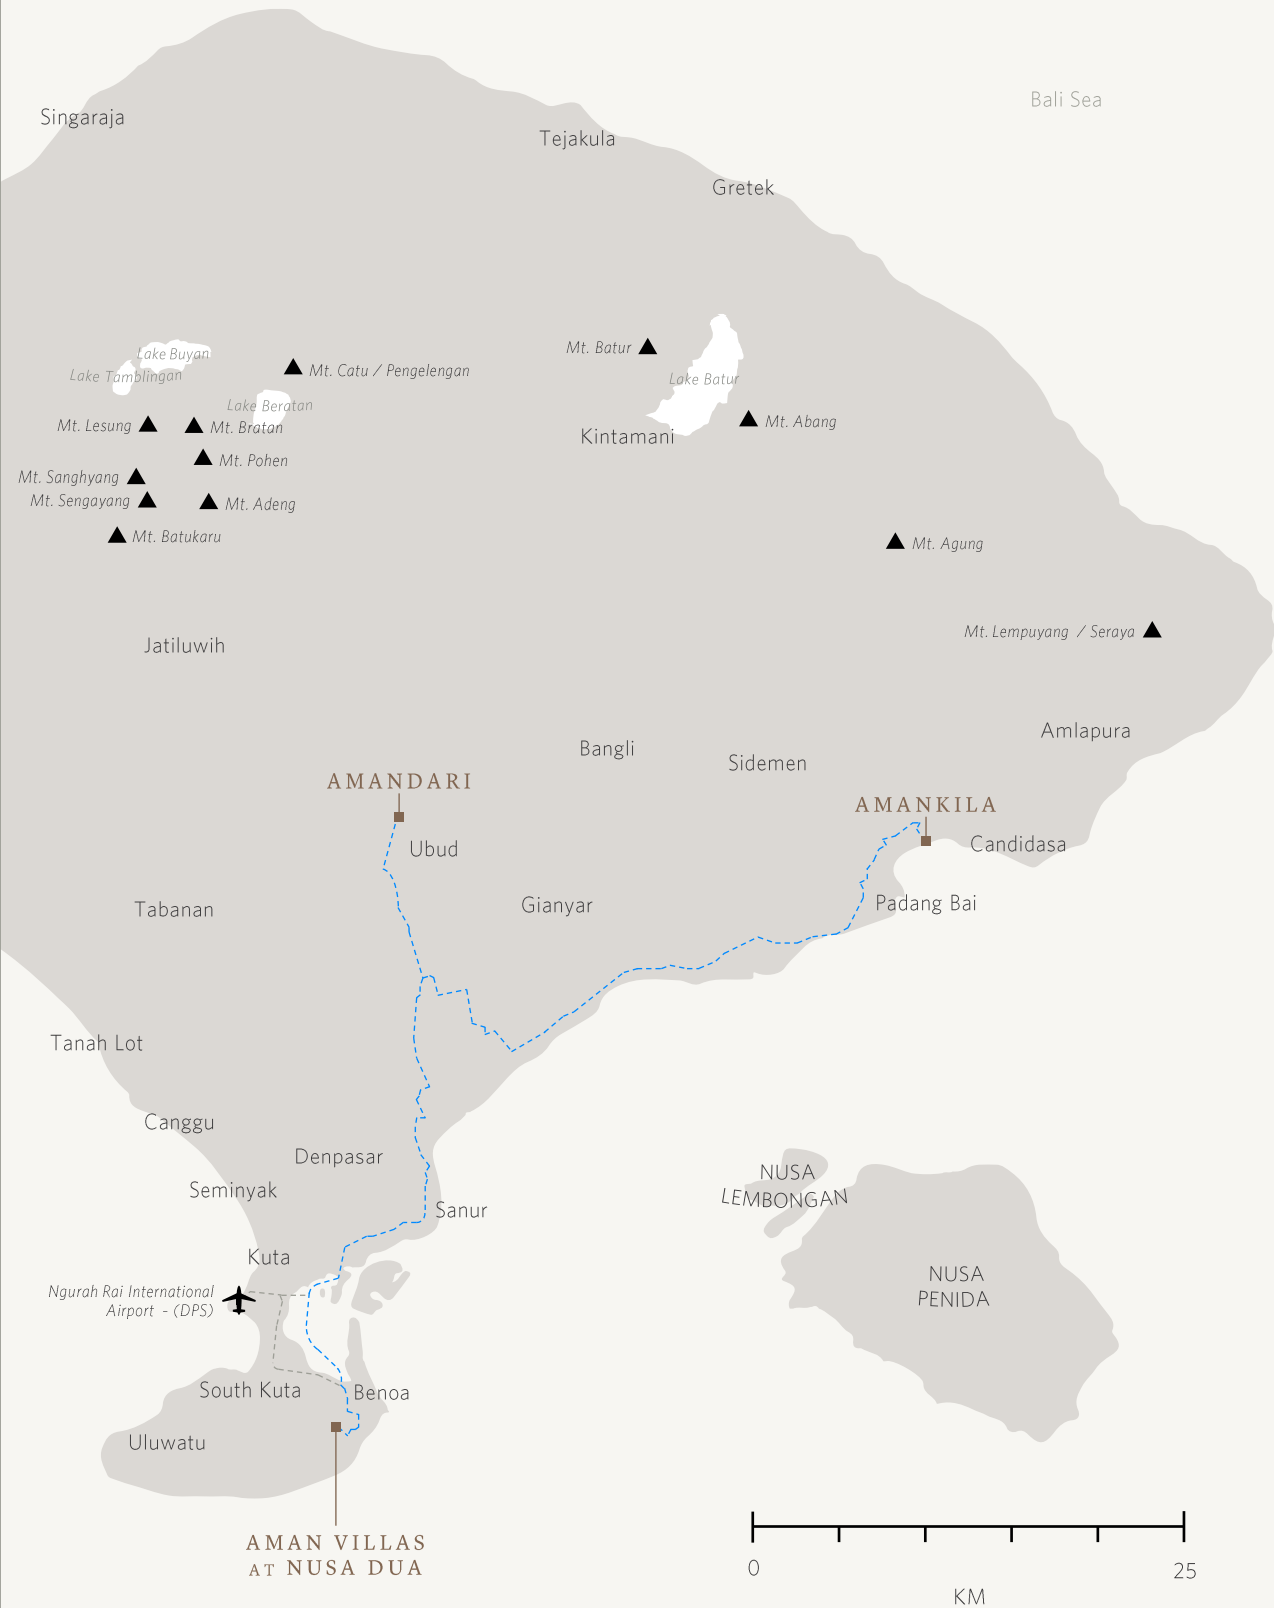 Bali Sea
Singaraja
Tejakula
Gretek
Mt. Batur
Lake Buyan
Lake Tamblingan
Mt. Catu / Pengelengan
Lake Batur
Lake Beratan
Mt. Lesung
Mt. Bratan
Mt. Abang
Kintamani
Mt. Pohen
Mt. Sanghyang
Mt. Sengayang
Mt. Adeng
Mt. Batukaru
Mt. Agung
Mt. Lempuyang / Seraya
Jatiluwih
Amlapura
Bangli
Sidemen
AMANDARI
AMANKILA
Ubud
Candidasa
Tabanan
Gianyar
Padang Bai
Tanah Lot
Canggu
Denpasar
Seminyak
Sanur
NUSA
LEMBONGAN
Kuta
Ngurah Rai International
Airport - (DPS)
NUSA
PENIDA
South Kuta
Benoa
Uluwatu
AMAN VILLAS
AT NUSA DUA
0
25
KM